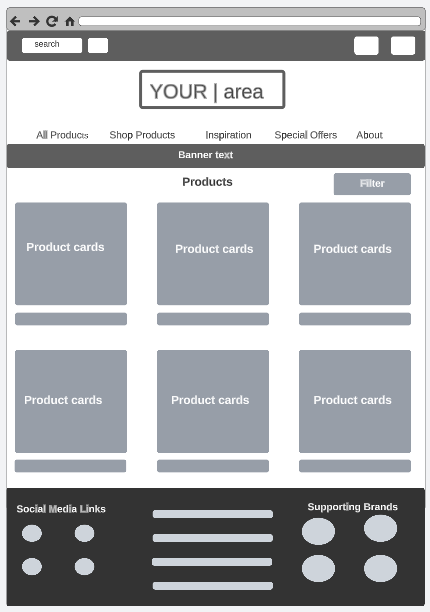 search
YOUR | area
All Products Shop Products Inspiration Special Offers About
Banner text
Products Filter
Product cards Product cards Product cards
Product cards Product cards Product cards
Social Media Links Supporting Brands